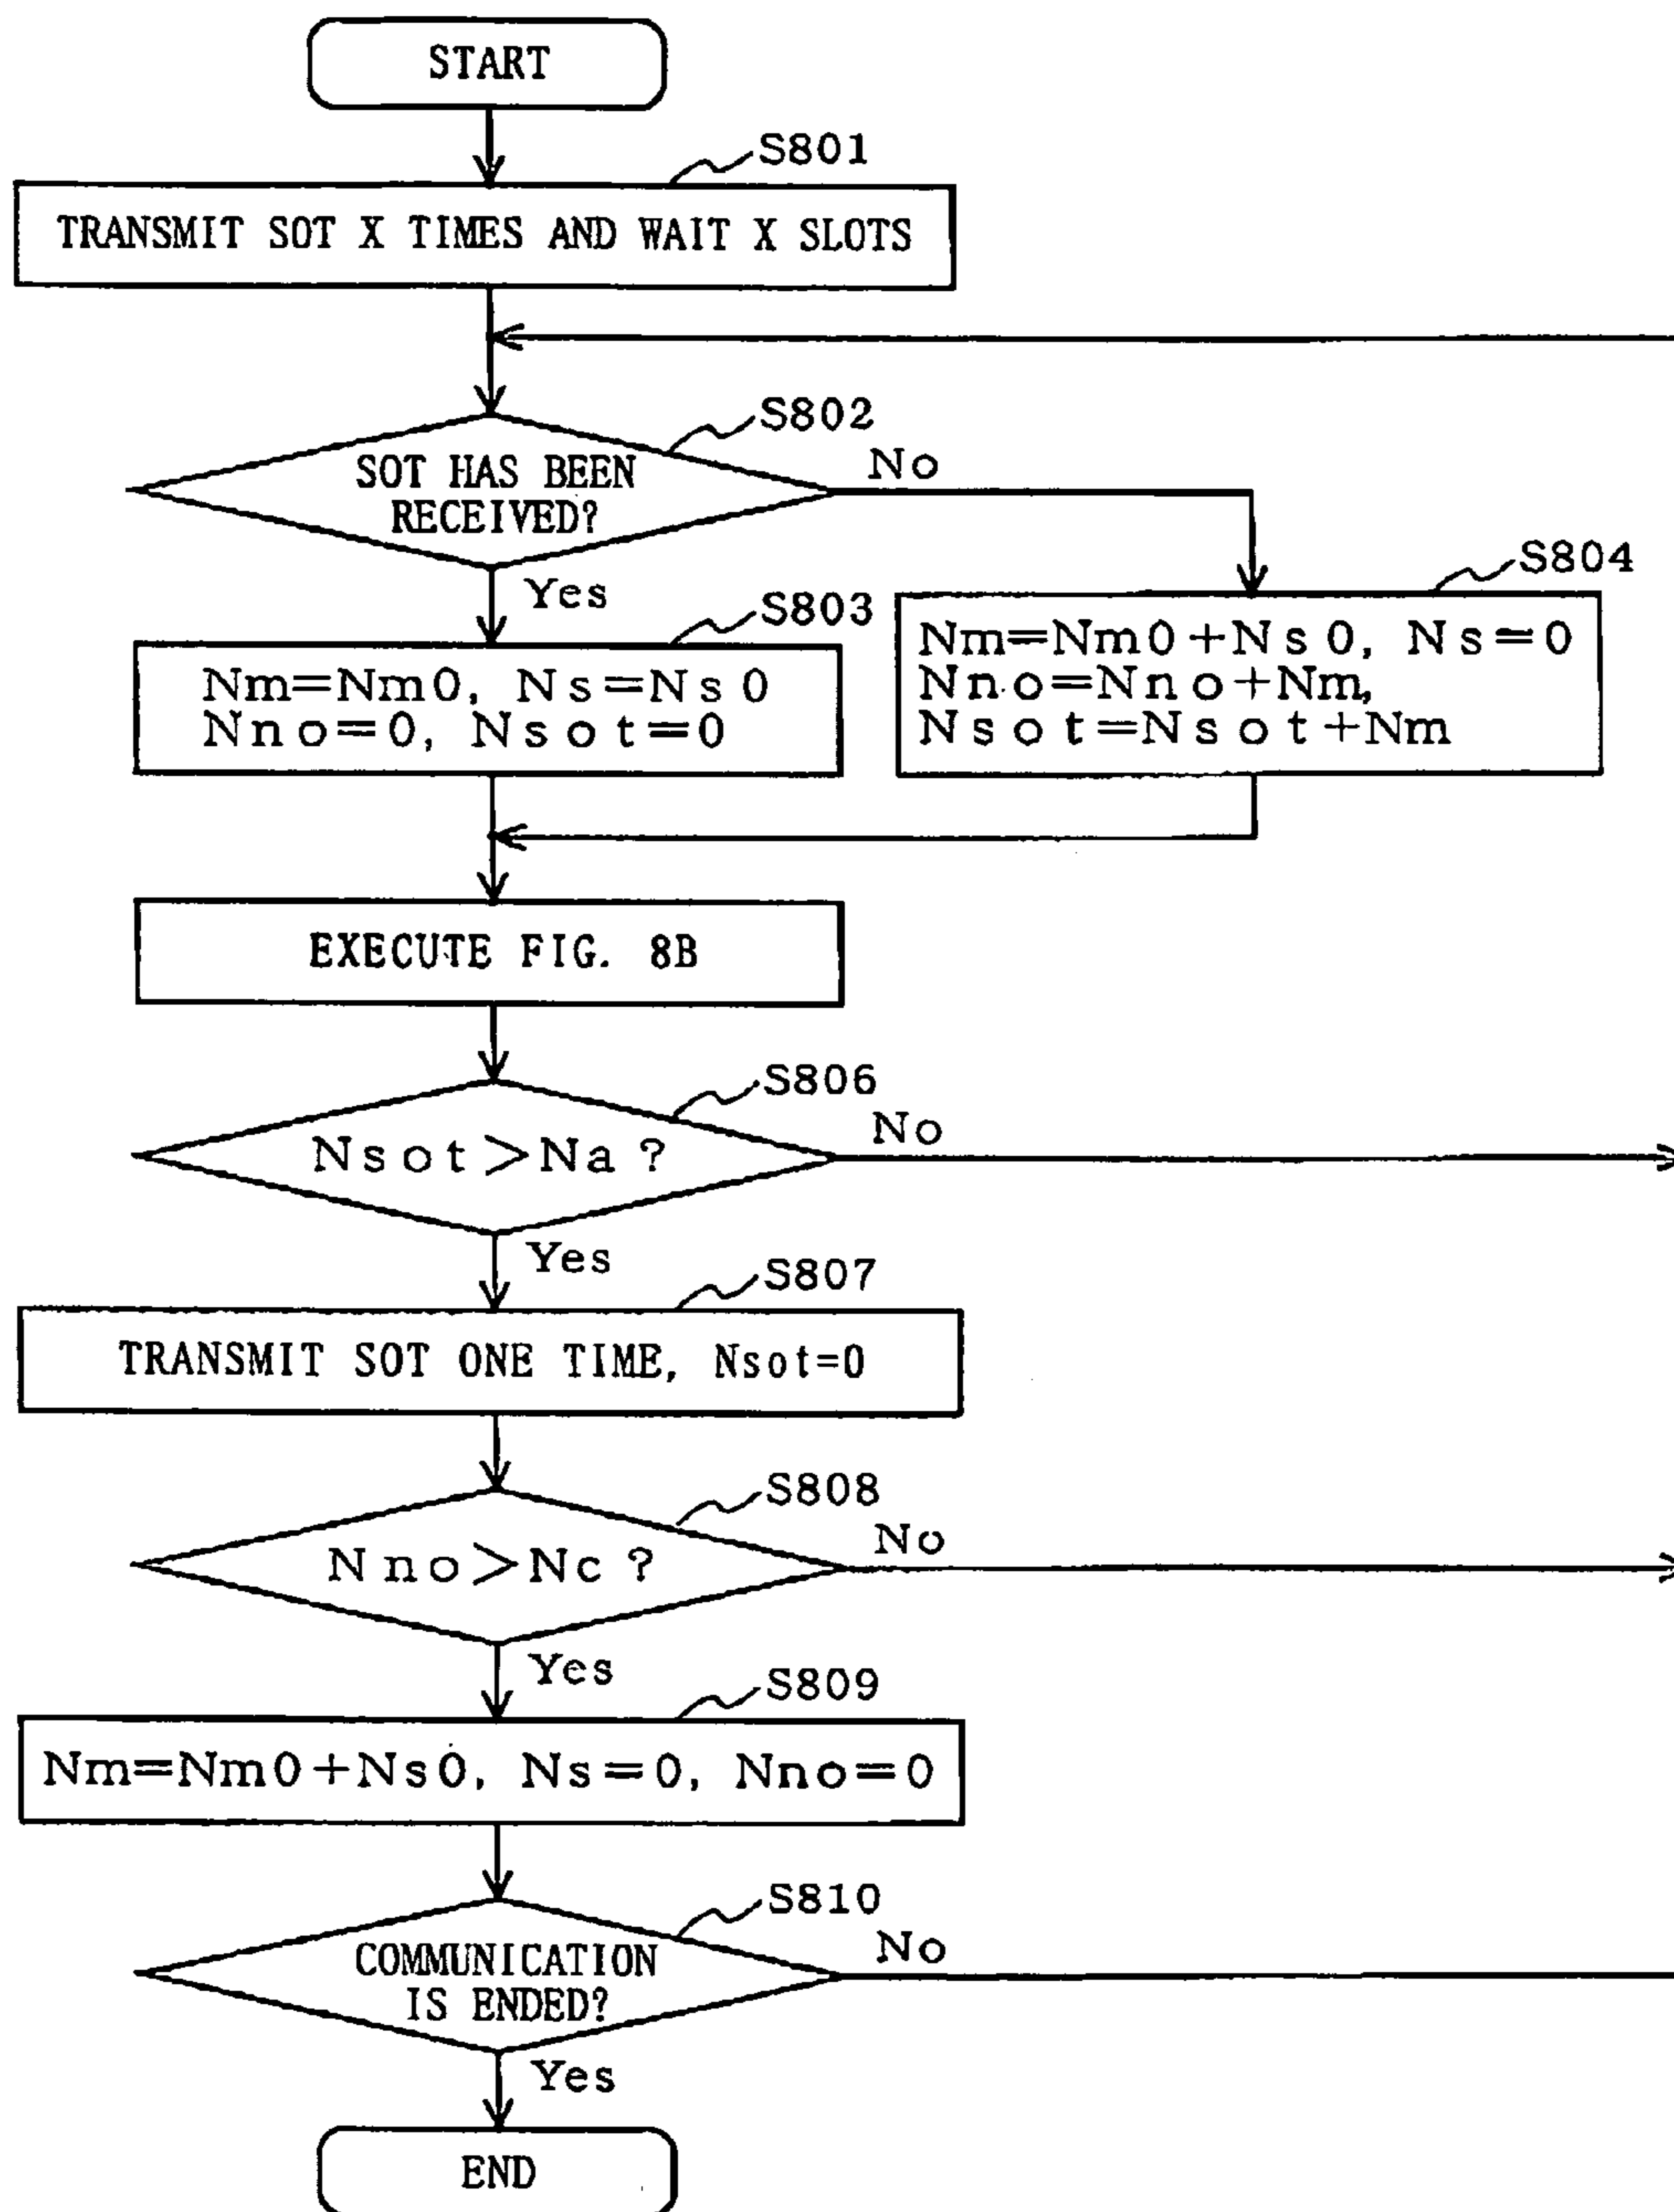 START
S801
TRANSMIT SOT X TIMES AND WAIT X SLOTS
S802
SOT HAS BEEN
RECEIVED?
No
Yes
S803
Nm=Nm0, Ns=Ns0
Nno=0, Nsot=0
S804
Nm=Nm0+Ns0, Ns=0
Nno=Nno+Nm,
Nsot=Nsot+Nm
EXECUTE FIG. 8B
S806
Nsot>Na?
No
Yes
S807
TRANSMIT SOT ONE TIME, Nsot=0
S808
Nno>Nc?
No
Yes
S809
Nm=Nm0+Ns0, Ns=0, Nno=0
S810
COMMUNICATION
IS ENDED?
No
Yes
END